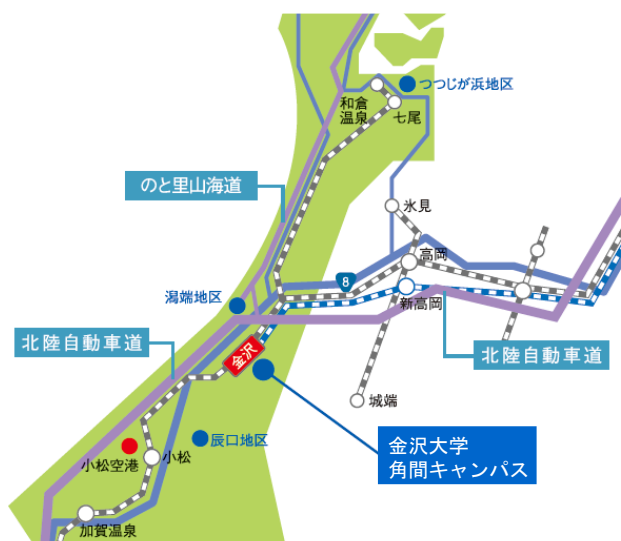 つつじが浜地区
和倉
温泉
七尾
のと里山海道
氷見
高岡
8
潟端地区
新高岡
北陸自動車道
北陸自動車道
金沢
城端
金沢大学
角間キャンパス
辰口地区
小松空港
小松
加賀温泉